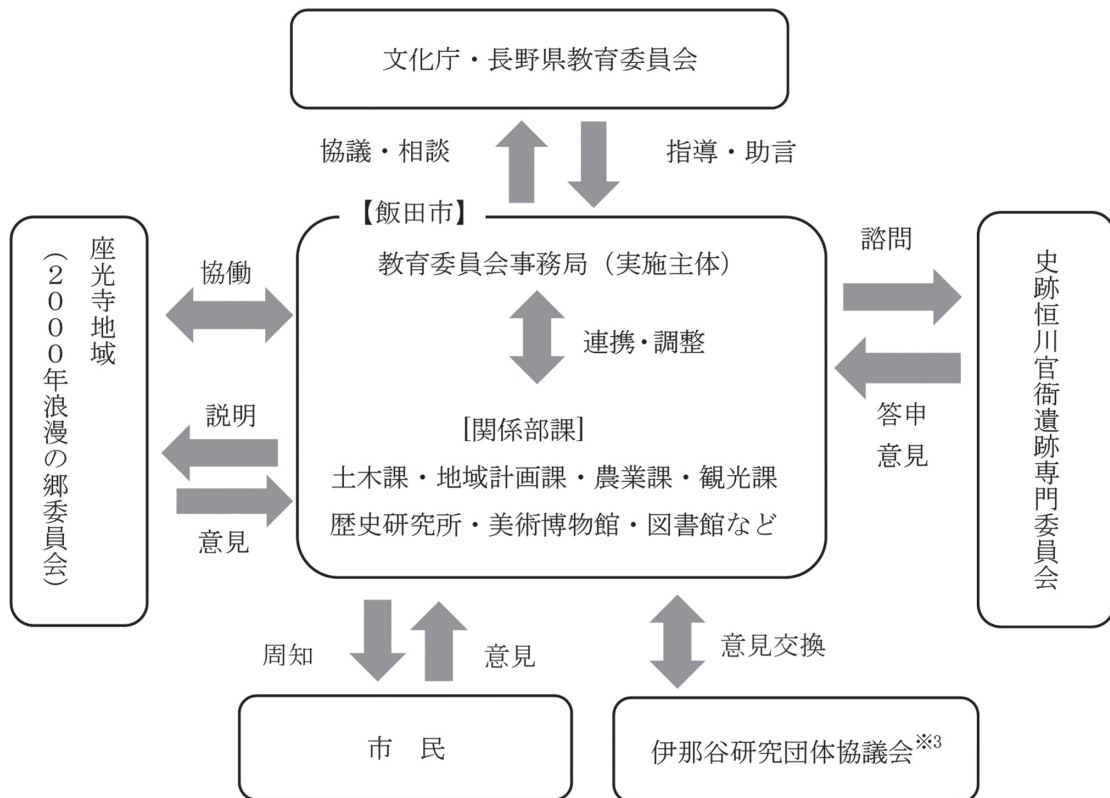 文化庁・長野県教育委員会
協議・相談
指導・助言
【飯田市】
教育委員会事務局(実施主体)
連携・調整
[関係部課]
土木課・地域計画課・農業課・観光課
歴史研究所・美術博物館・図書館など
座光寺地域
(2000年浪漫の郷委員会)
協働
説明
意見
諮問
答申
意見
史跡恒川官衙遺跡専門委員会
周知
意見
意見交換
市 民
伊那谷研究団体協議会※3